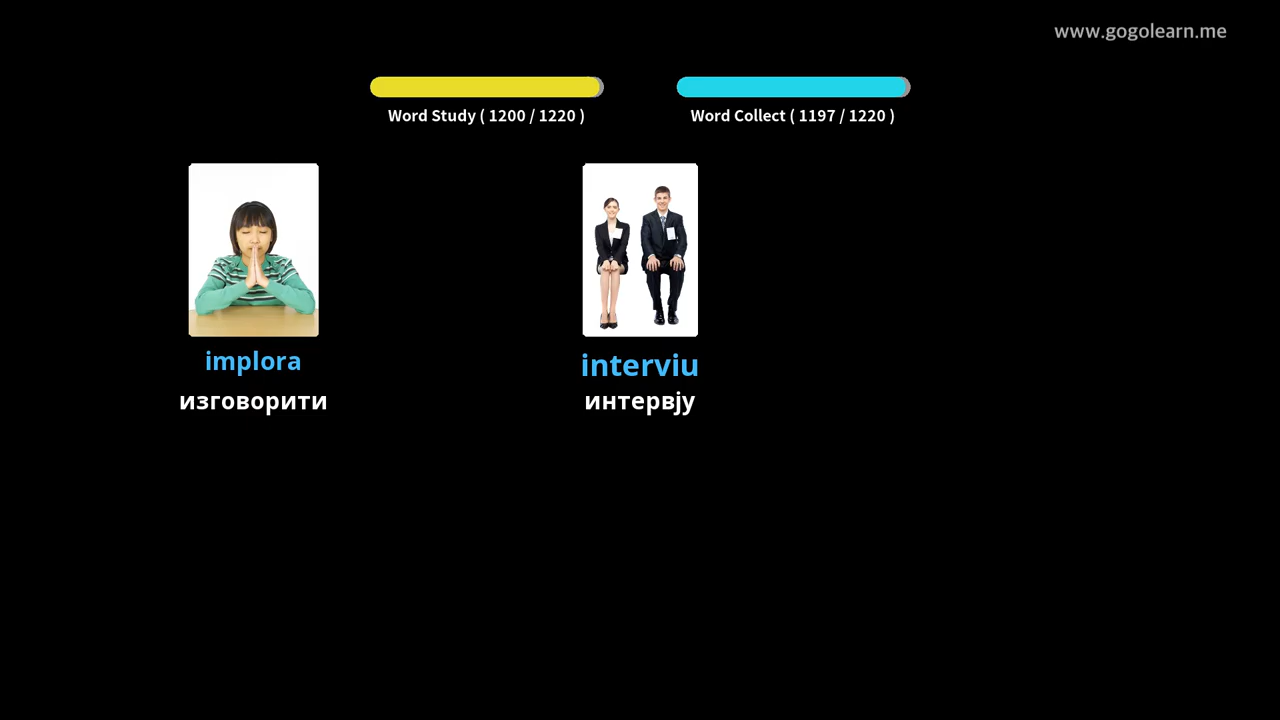 www.gogolearn.me
Word Study ( 1200 / 1220 )
Word Collect ( 1197 / 1220 )
implora
изговорити
interviu
интервју